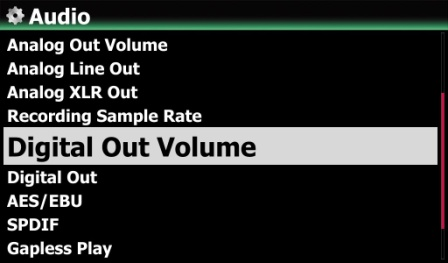 Audio
Analog Out Volume
Analog Line Out
Analog XLR Out
Recording Sample Rate
Digital Out Volume
Digital Out
AES/EBU
SPDIF
Gapless Play